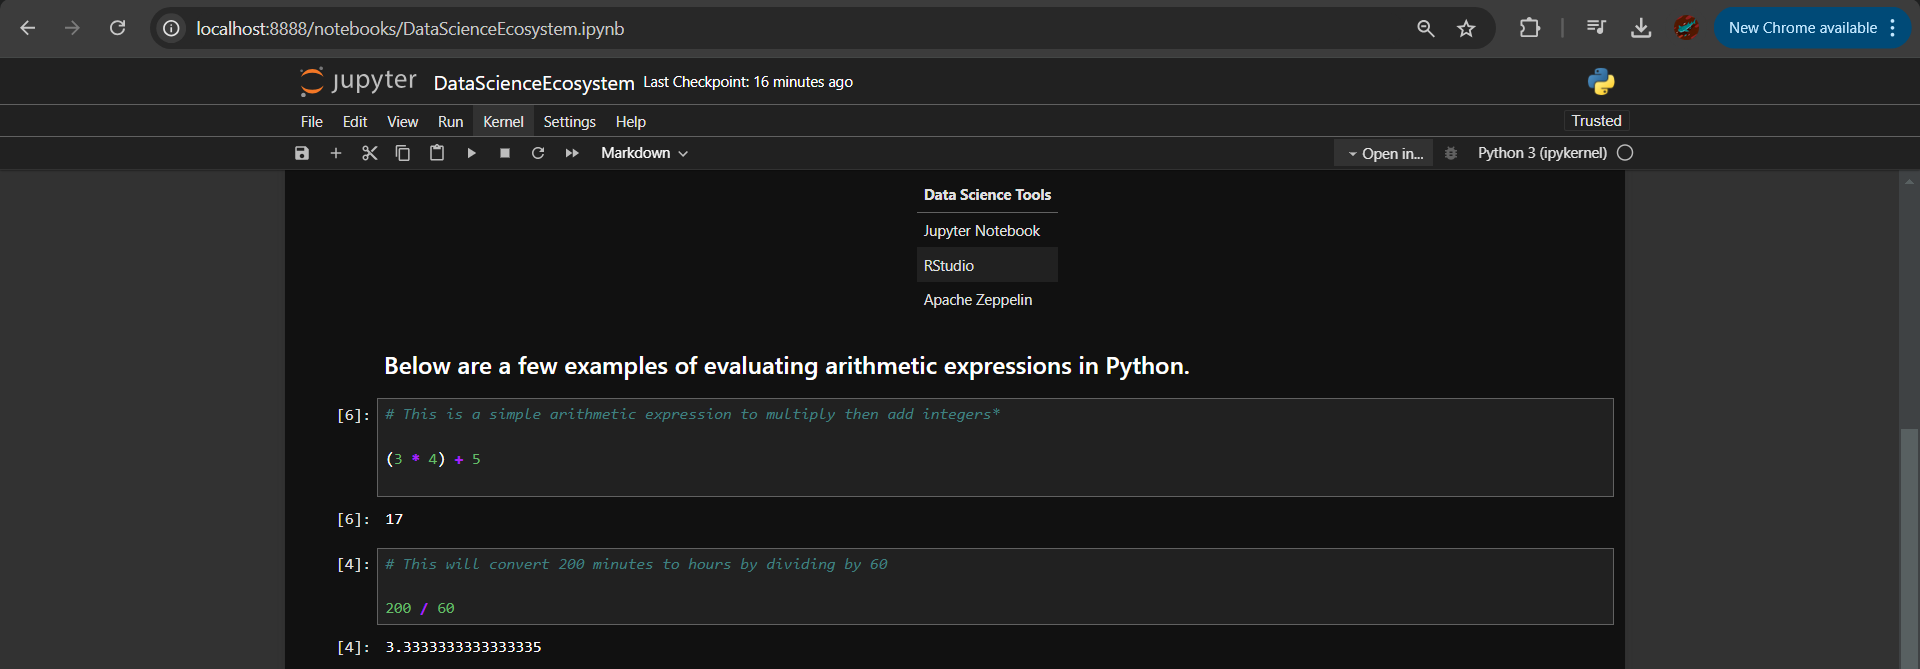 localhost:8888/notebooks/DataScienceEcosystem.ipynb
New Chrome available
jupyter DataScienceEcosystem Last Checkpoint: 16 minutes ago
File Edit View Run Kernel Settings Help
Trusted
Markdown
Open in...
Python 3 (ipykernel)
Data Science Tools
Jupyter Notebook
RStudio
Apache Zeppelin
Below are a few examples of evaluating arithmetic expressions in Python.
[6]: # This is a simple arithmetic expression to multiply then add integers*
(3 * 4) + 5
[6]: 17
[4]: # This will convert 200 minutes to hours by dividing by 60
200 / 60
[4]: 3.3333333333333335